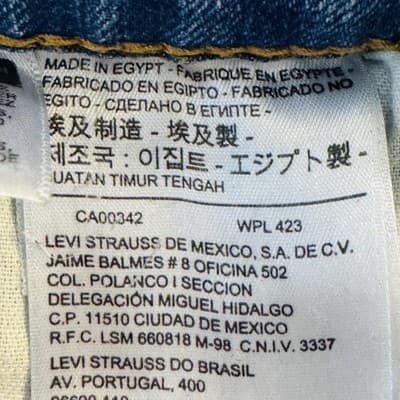 MADE IN EGYPT - FABRIQUE EN EGYPTE -
FABRICADO EN EGIPTO - FABRICADO NO
EGITO - СДЕЛАНО В ЕГИПТЕ -
埃及制造 - 埃及製 -
제조국 : 이집트 - エジプト製 -
UATAN TIMUR TENGAH
CA00342 WPL 423
LEVI STRAUSS DE MEXICO, S.A. DE C.V.
JAIME BALMES # 8 OFICINA 502
COL. POLANCO I SECCION
DELEGACIÓN MIGUEL HIDALGO
C.P. 11510 CIUDAD DE MEXICO
R.F.C. LSM 660818 M-98 C.N.I.V. 3337
LEVI STRAUSS DO BRASIL
AV. PORTUGAL, 400